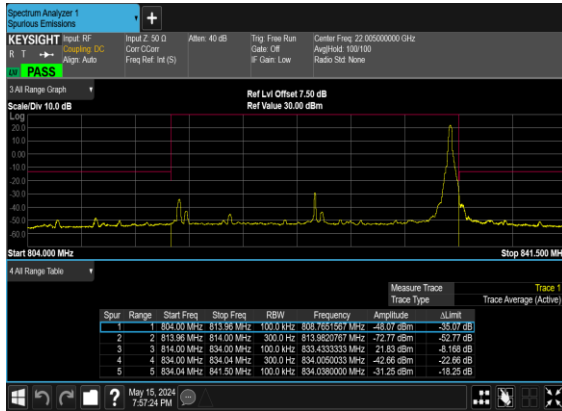 Spectrum Analyzer 1
Spurious Emissions
KEYSIGHT Input: RF
R T Coupling: DC
Align: Auto
Input Z: 50 Ω
Corr CCorr
Freq Ref: Int (S)
Atten: 40 dB
Trig: Free Run
Gate: Off
IF Gain: Low
Center Freq: 22.005000000 GHz
Avg|Hold: 100/100
Radio Std: None
PASS
3 All Range Graph
Scale/Div 10.0 dB
Ref Lvl Offset 7.50 dB
Ref Value 30.00 dBm
Log
20.0
10.0
0.00
-10.0
-20.0
-30.0
-40.0
-50.0
-60.0
Start 804.000 MHz
Stop 841.500 MHz
4 All Range Table
Measure Trace Trace 1
Trace Type Trace Average (Active)
Spur Range Start Freq Stop Freq RBW Frequency Amplitude ΔLimit
1 1 804.00 MHz 813.96 MHz 100.0 kHz 808.7651567 MHz -48.07 dBm -35.07 dB
2 2 813.96 MHz 814.00 MHz 300.0 Hz 813.9820767 MHz -72.77 dBm -52.77 dB
3 3 814.00 MHz 834.00 MHz 100.0 kHz 833.4333333 MHz 21.83 dBm -8.168 dB
4 4 834.00 MHz 834.04 MHz 300.0 Hz 834.0050033 MHz -42.66 dBm -22.66 dB
5 5 834.04 MHz 841.50 MHz 100.0 kHz 834.0380000 MHz -31.25 dBm -18.25 dB
May 15, 2024
7:57:24 PM